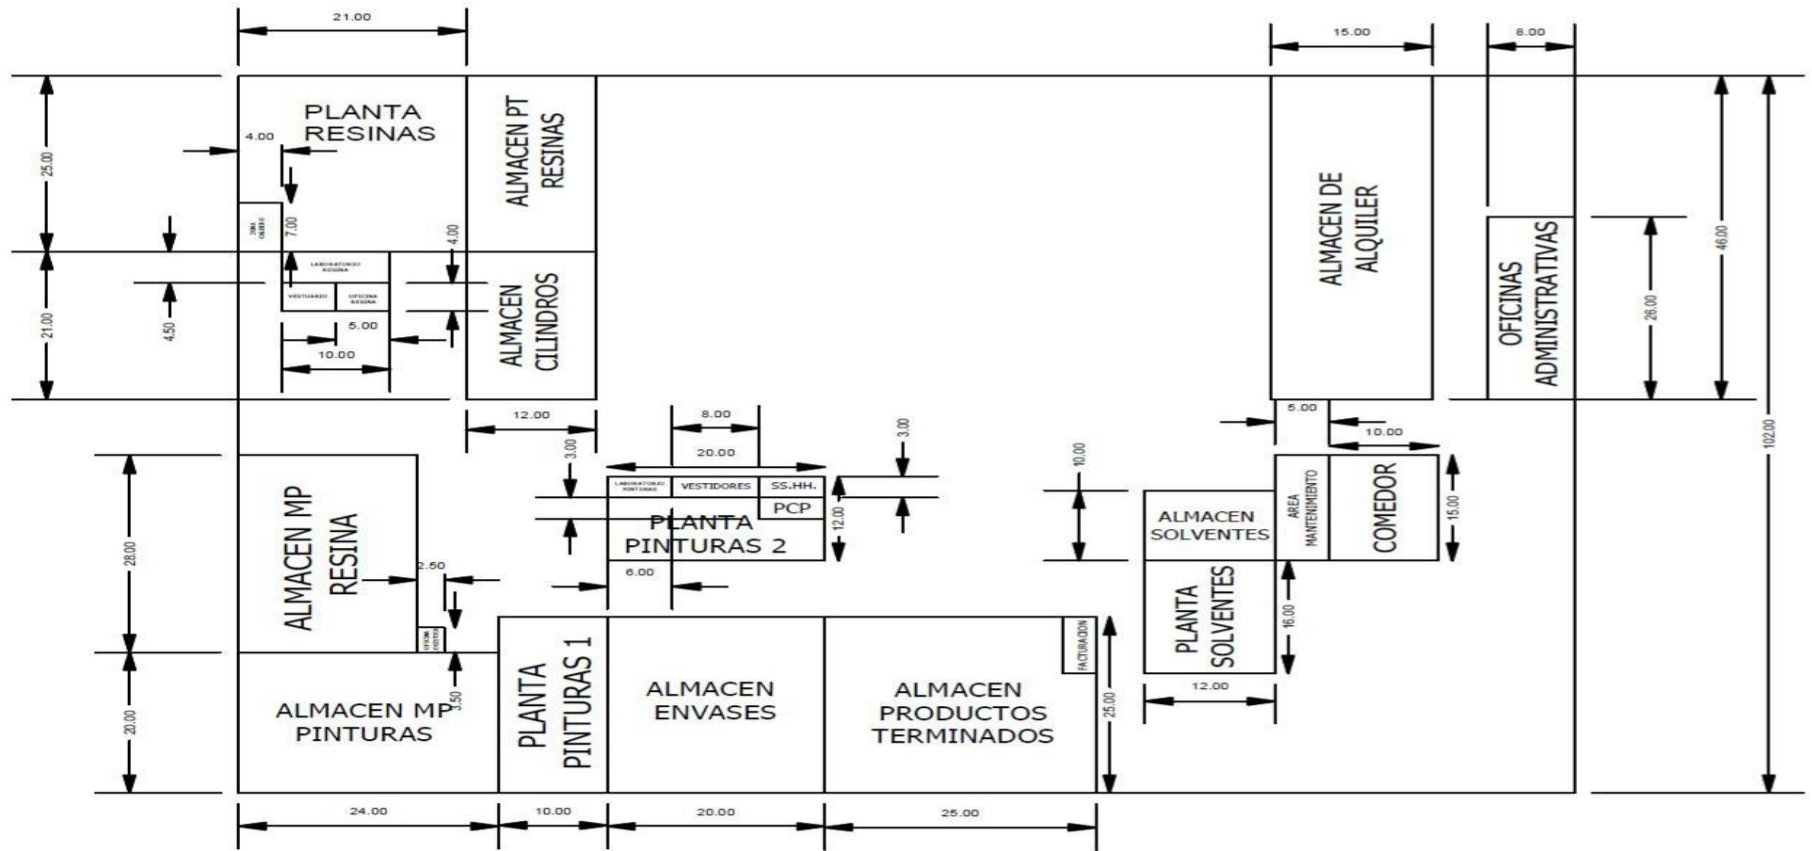 21.00
15.00
8.00
PLANTA
RESINAS
4.00
ALMACEN PT
RESINAS
25.00
7.00
4.00
LABORATORIO
RESINA
VESTUARIO
OFICINA
RESINA
ALMACEN
CILINDROS
4.50
21.00
5.00
10.00
12.00
ALMACEN DE
ALQUILER
OFICINAS
ADMINISTRATIVAS
26.00
46.00
102.00
8.00
20.00
3.00
3.00
LABORATORIO
PINTURAS
VESTIDORES
SS.HH.
PCP
PLANTA
PINTURAS 2
12.00
6.00
5.00
10.00
10.00
ALMACEN
SOLVENTES
AREA
MANTENIMIENTO
COMEDOR
15.00
PLANTA
SOLVENTES
16.00
12.00
ALMACEN MP
RESINA
28.00
2.50
OFICINA
3.50
ALMACEN MP
PINTURAS
20.00
PLANTA
PINTURAS 1
ALMACEN
ENVASES
ALMACEN
PRODUCTOS
TERMINADOS
FACTURACION
25.00
24.00
10.00
20.00
25.00